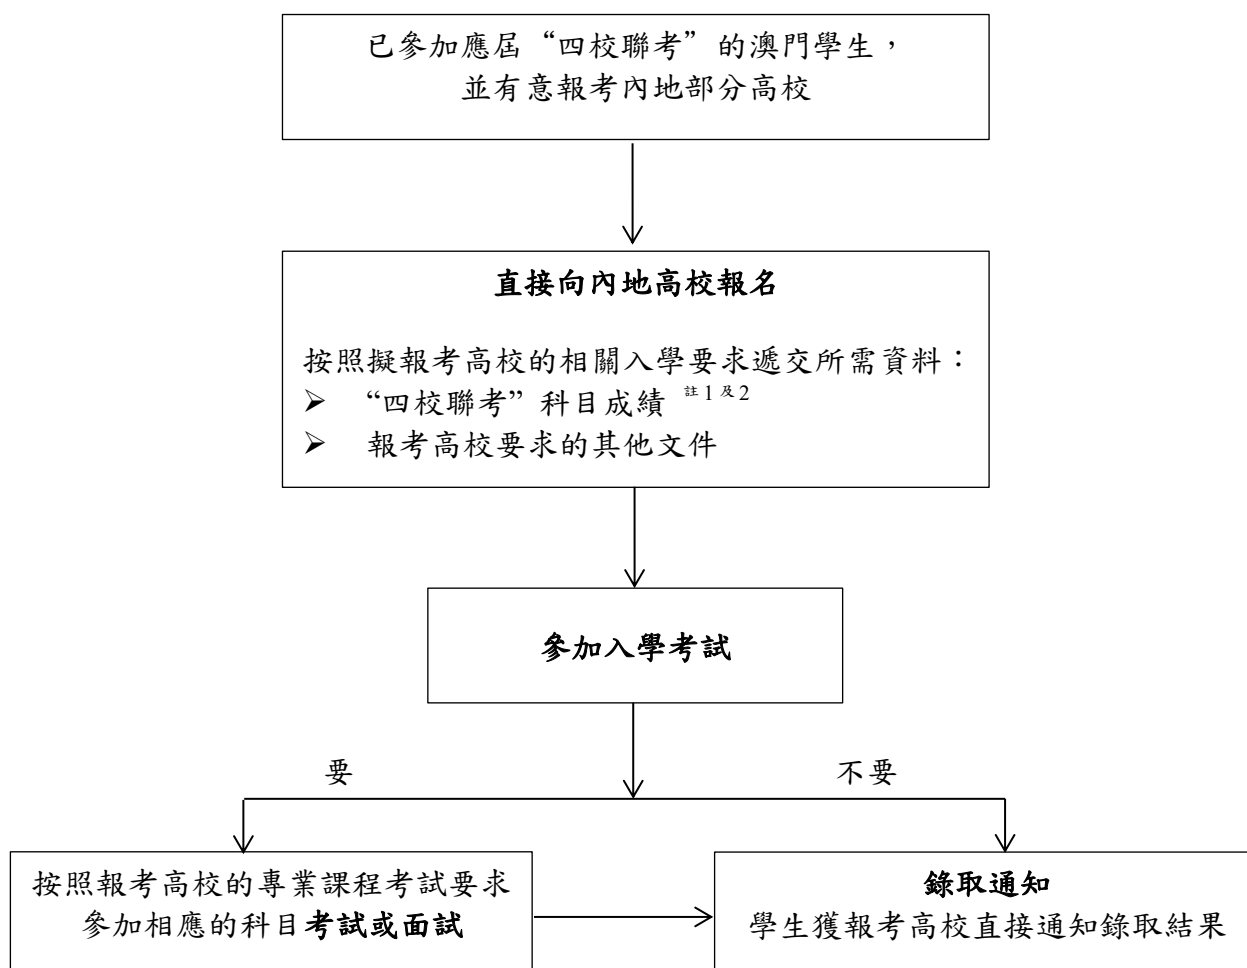 已參加應屆“四校聯考”的澳門學生，
並有意報考內地部分高校
直接向內地高校報名
按照擬報考高校的相關入學要求遞交所需資料：
➢ “四校聯考”科目成績 註1及2
➢ 報考高校要求的其他文件
參加入學考試
要
不要
按照報考高校的專業課程考試要求
參加相應的科目考試或面試
錄取通知
學生獲報考高校直接通知錄取結果